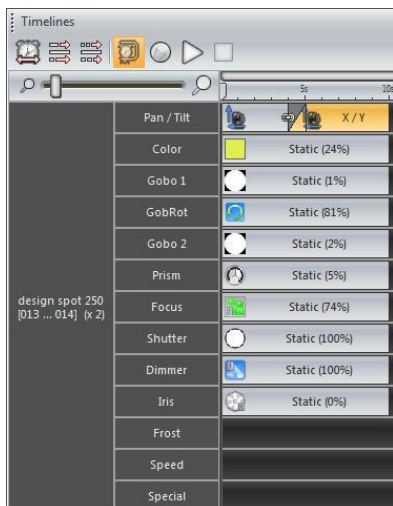 Timelines
5s
10s
Pan / Tilt
X / Y
Color
Static (24%)
Gobo 1
Static (1%)
GobRot
Static (81%)
Gobo 2
Static (2%)
Prism
Static (5%)
design spot 250
[013 ... 014] (x 2)
Focus
Static (74%)
Shutter
Static (100%)
Dimmer
Static (100%)
Iris
Static (0%)
Frost
Speed
Special